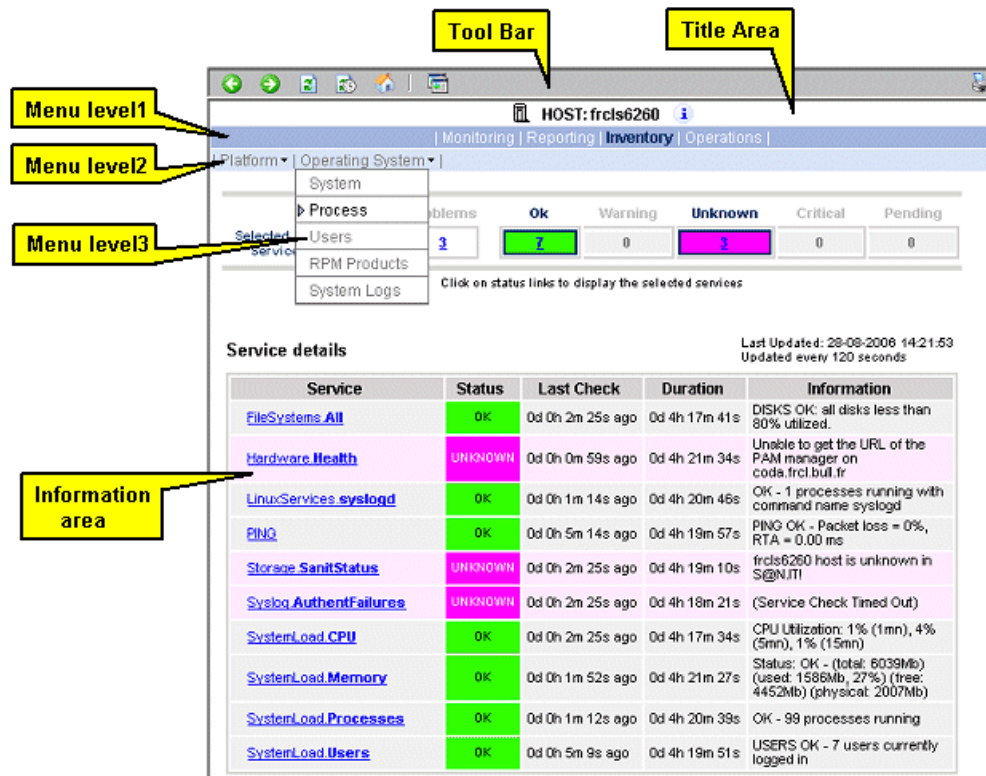 Tool Bar
Title Area
Menu level1
HOST: frcls6260
| Monitoring | Reporting | Inventory | Operations |
Menu level2
| Platform | Operating System |
System
Process
Users
RPM Products
System Logs
Menu level3
Selected
Service
Ok
Warning
Unknown
Critical
Pending
3
7
0
3
0
0
Click on status links to display the selected services
Service details
Last Updated: 28-08-2006 14:21:53
Updated every 120 seconds
Service Status Last Check Duration Information
FileSystems.All OK 0d 0h 2m 25s ago 0d 4h 17m 41s DISKS OK: all disks less than
80% utilized.
Hardware.Health UNKNOWN 0d 0h 0m 59s ago 0d 4h 21m 34s Unable to get the URL of the
PAM manager on
coda.frcl.bull.fr
Information
area
LinuxServices.syslogd OK 0d 0h 1m 14s ago 0d 4h 20m 46s OK - 1 processes running with
command name syslogd
PING OK 0d 0h 5m 14s ago 0d 4h 19m 57s PING OK - Packet loss = 0%,
RTA = 0.00 ms
Storage.SanitStatus UNKNOWN 0d 0h 2m 25s ago 0d 4h 19m 10s frcls6260 host is unknown in
S@N.IT!
Syslog.AuthentFailures UNKNOWN 0d 0h 2m 25s ago 0d 4h 18m 21s (Service Check Timed Out)
SystemLoad.CPU OK 0d 0h 2m 25s ago 0d 4h 17m 34s CPU Utilization: 1% (1mn), 4%
(5mn), 1% (15mn)
SystemLoad.Memory OK 0d 0h 1m 52s ago 0d 4h 21m 27s Status: OK - (total: 6039Mb)
(used: 1586Mb, 27%) (free:
4452Mb) (physical: 2007Mb)
SystemLoad.Processes OK 0d 0h 1m 12s ago 0d 4h 20m 39s OK - 99 processes running
SystemLoad.Users OK 0d 0h 5m 9s ago 0d 4h 19m 51s USERS OK - 7 users currently
logged in